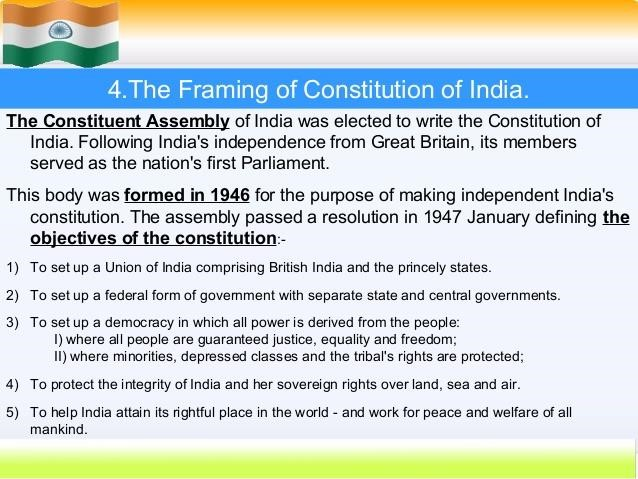 4.The Framing of Constitution of India.
The Constituent Assembly of India was elected to write the Constitution of
India. Following India's independence from Great Britain, its members
served as the nation's first Parliament.
This body was formed in 1946 for the purpose of making independent India's
constitution. The assembly passed a resolution in 1947 January defining the
objectives of the constitution:-
1) To set up a Union of India comprising British India and the princely states.
2) To set up a federal form of government with separate state and central governments.
3) To set up a democracy in which all power is derived from the people:
I) where all people are guaranteed justice, equality and freedom;
II) where minorities, depressed classes and the tribal's rights are protected;
4) To protect the integrity of India and her sovereign rights over land, sea and air.
5) To help India attain its rightful place in the world - and work for peace and welfare of all
mankind.